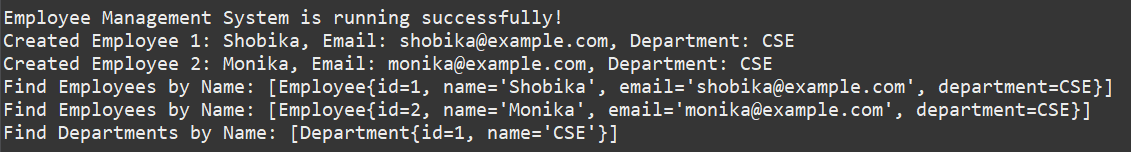 Employee Management System is running successfully!
Created Employee 1: Shobika, Email: shobika@example.com, Department: CSE
Created Employee 2: Monika, Email: monika@example.com, Department: CSE
Find Employees by Name: [Employee{id=1, name='Shobika', email='shobika@example.com', department=CSE}]
Find Employees by Name: [Employee{id=2, name='Monika', email='monika@example.com', department=CSE}]
Find Departments by Name: [Department{id=1, name='CSE'}]